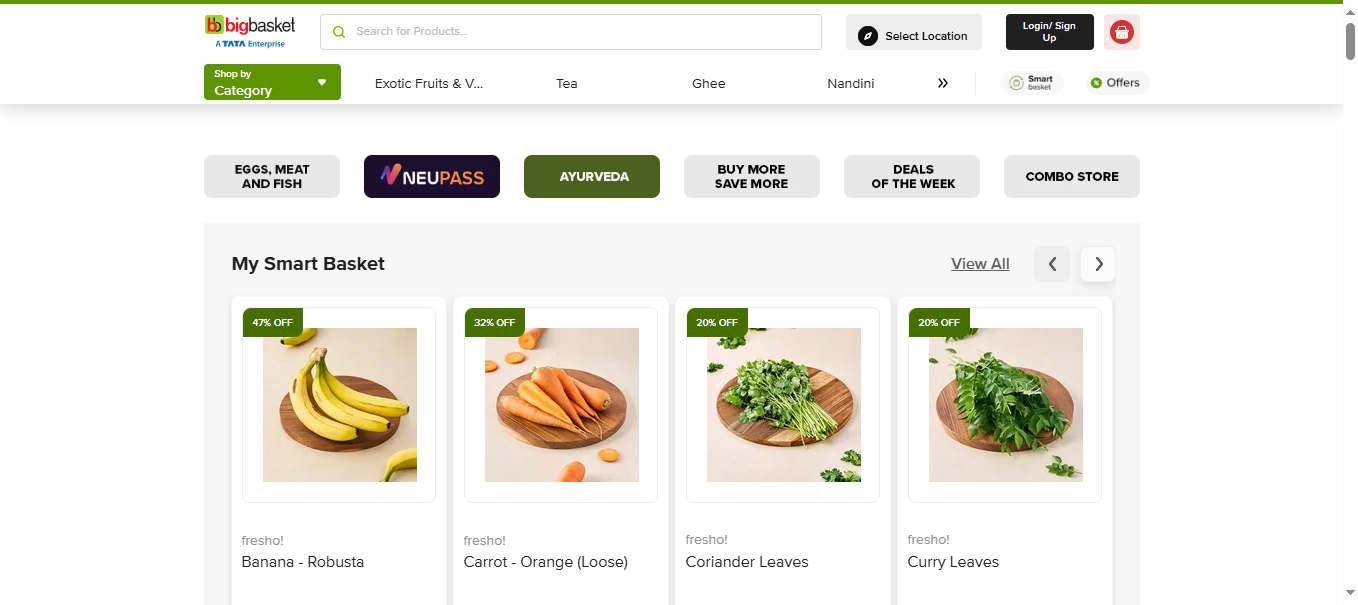 bb bigbasket
A TATA Enterprise
Search for Products...
Select Location
Login/ Sign
Up
Shop by
Category
Exotic Fruits & V...
Tea
Ghee
Nandini
»
Smart
basket
Offers
EGGS, MEAT
AND FISH
NEUPASS
AYURVEDA
BUY MORE
SAVE MORE
DEALS
OF THE WEEK
COMBO STORE
My Smart Basket
View All
47% OFF
32% OFF
20% OFF
20% OFF
fresho!
Banana - Robusta
fresho!
Carrot - Orange (Loose)
fresho!
Coriander Leaves
fresho!
Curry Leaves